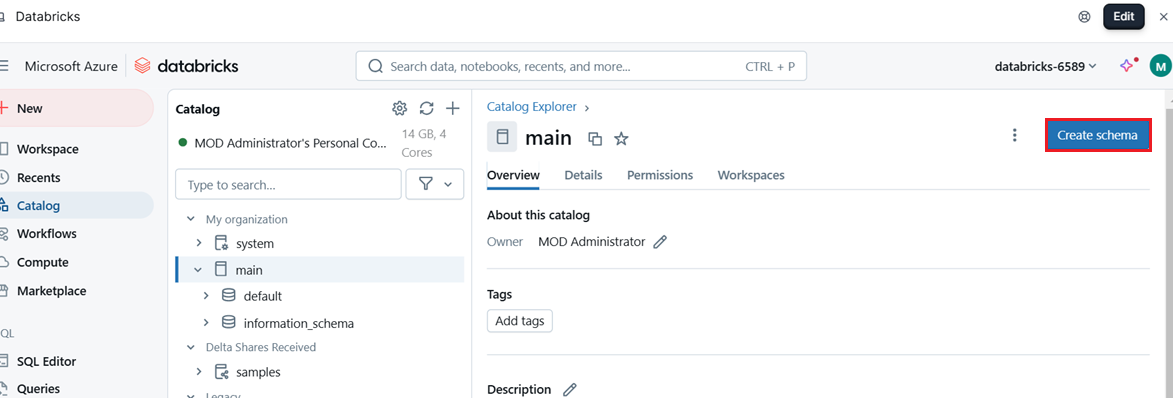 Databricks
Edit
Microsoft Azure databricks
Search data, notebooks, recents, and more... CTRL + P
databricks-6589
M
New
Workspace
Recents
Catalog
Workflows
Compute
Marketplace
SQL Editor
Queries
Catalog
MOD Administrator's Personal Co... 14 GB, 4
Cores
Type to search...
My organization
system
main
default
information_schema
Delta Shares Received
samples
Legacy
Catalog Explorer >
main
Create schema
Overview Details Permissions Workspaces
About this catalog
Owner MOD Administrator
Tags
Add tags
Description